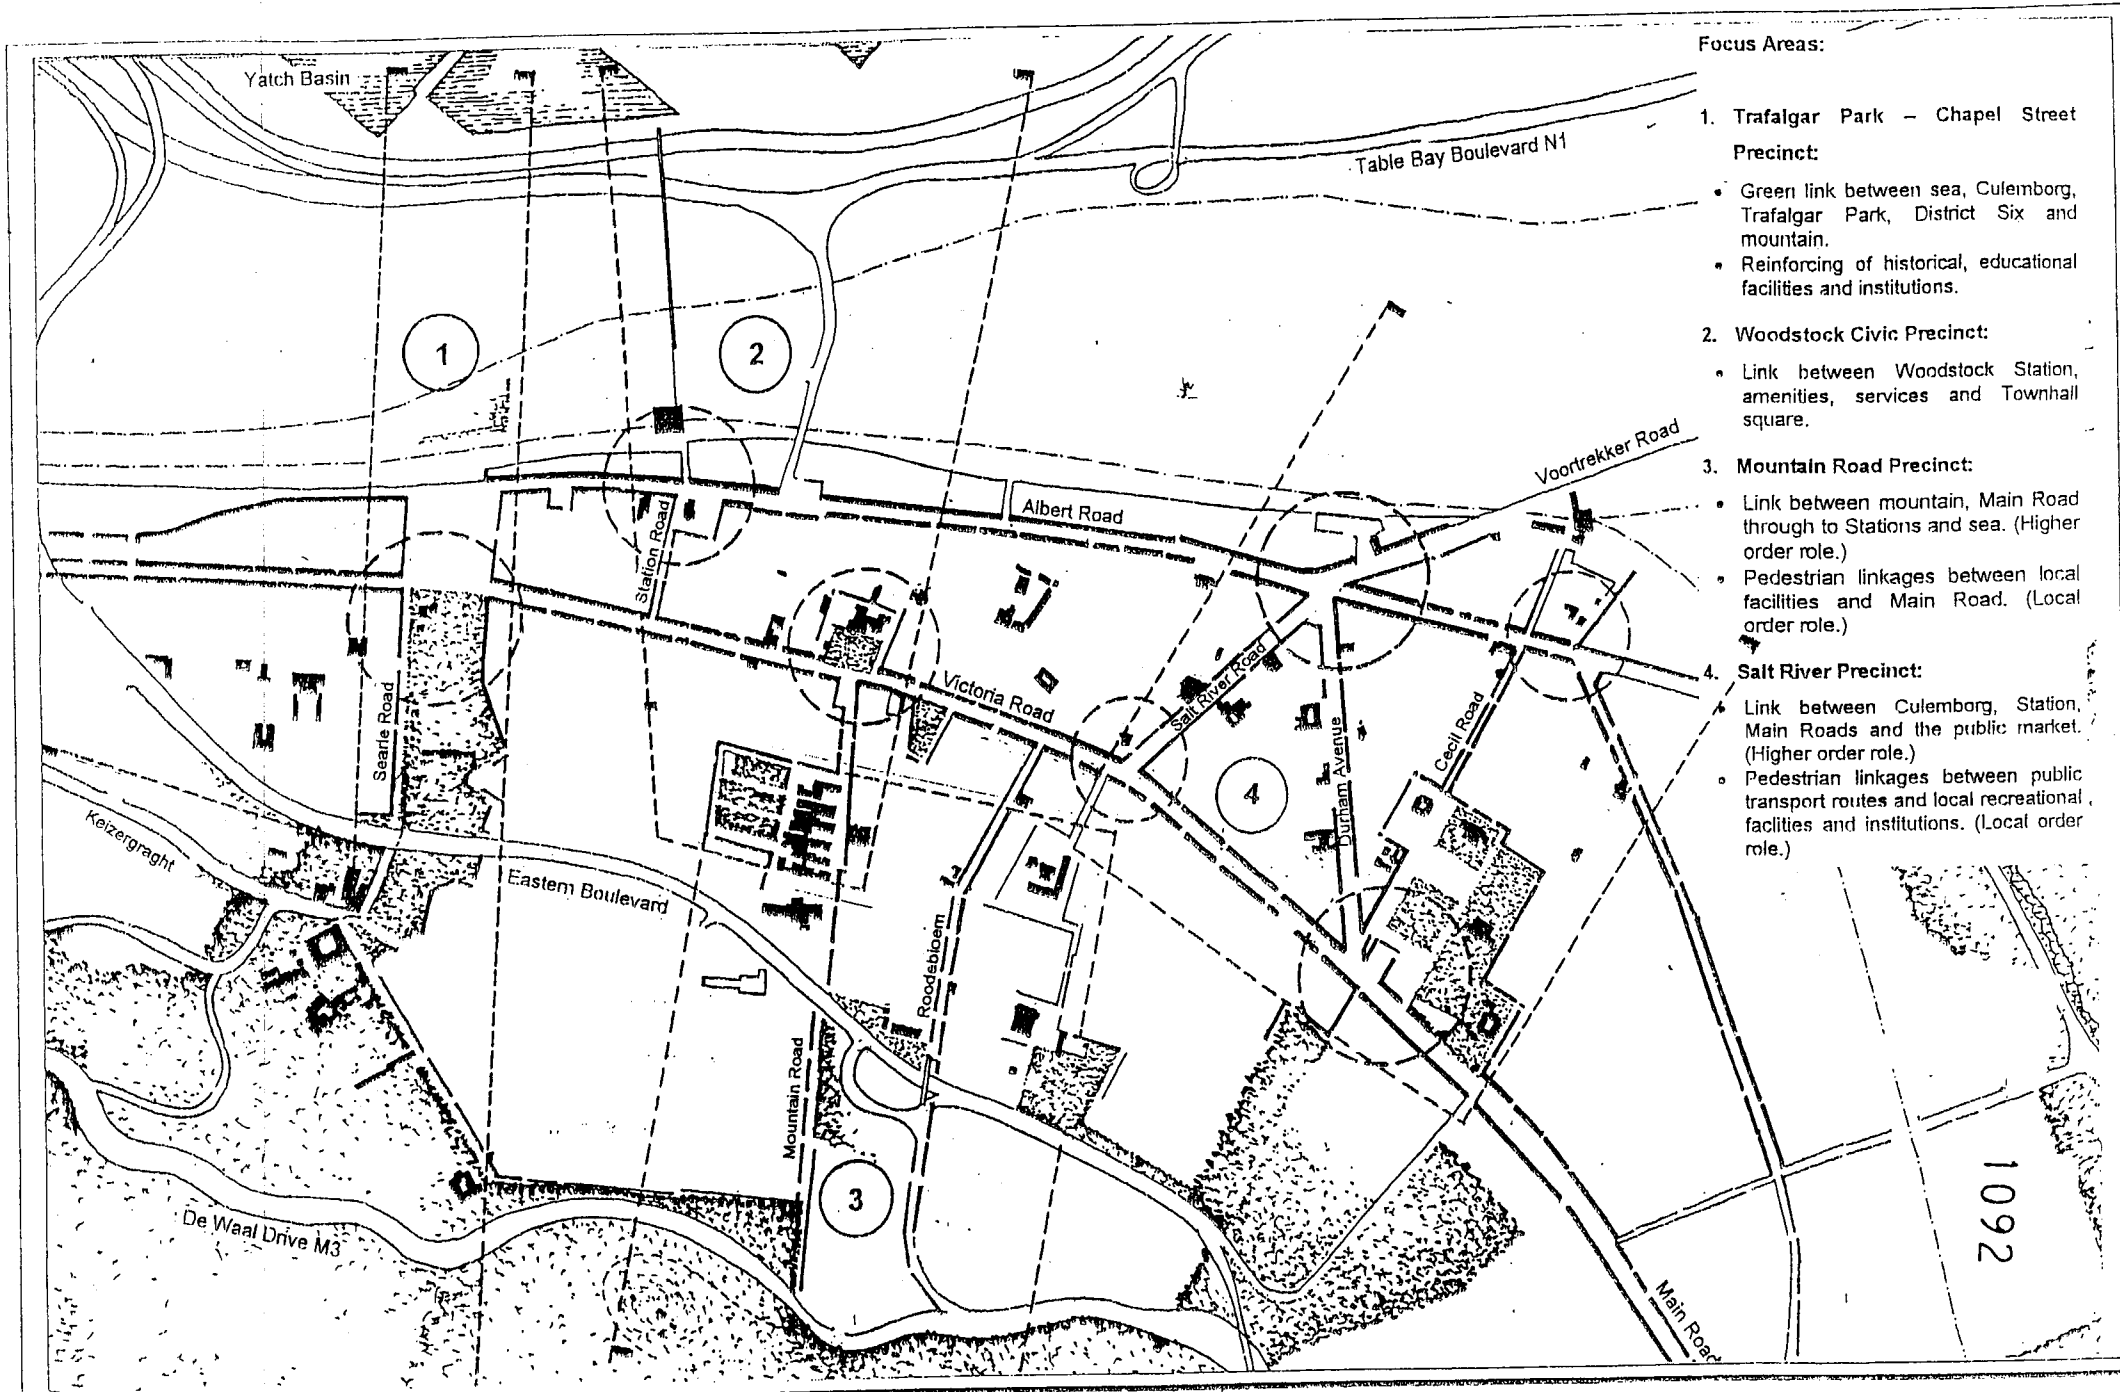 Focus Areas:
1. Trafalgar Park – Chapel Street
Precinct:
• Green link between sea, Culemborg,
Trafalgar Park, District Six and
mountain.
• Reinforcing of historical, educational
facilities and institutions.
2. Woodstock Civic Precinct:
• Link between Woodstock Station,
amenities, services and Townhall
square.
3. Mountain Road Precinct:
• Link between mountain, Main Road
through to Stations and sea. (Higher
order role.)
• Pedestrian linkages between local
facilities and Main Road. (Local
order role.)
4. Salt River Precinct:
• Link between Culemborg, Station,
Main Roads and the public market.
(Higher order role.)
• Pedestrian linkages between public
transport routes and local recreational
faclities and institutions. (Local order
role.)
Yatch Basin
Table Bay Boulevard N1
1
2
Voortrekker Road
Albert Road
Station Road
Victoria Road
Salt River Road
Searle Road
Durham Avenue
Cecil Road
4
Keizergraght
Eastern Boulevard
Roodebloem
Mountain Road
3
De Waal Drive M3
Main Road
1092